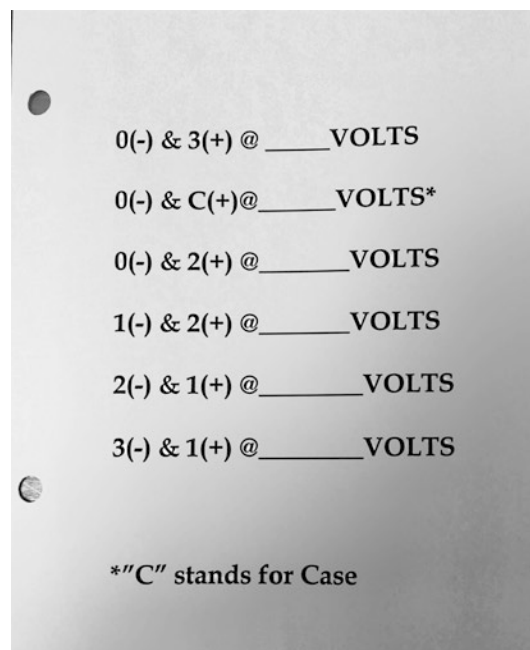 0(-) & 3(+) @ _____VOLTS
0(-) & C(+)@______VOLTS*
0(-) & 2(+) @_______VOLTS
1(-) & 2(+) @_______VOLTS
2(-) & 1(+) @________VOLTS
3(-) & 1(+) @________VOLTS
*"C" stands for Case